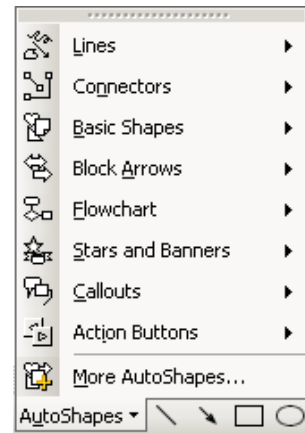 Lines
Connectors
Basic Shapes
Block Arrows
Flowchart
Stars and Banners
Callouts
Action Buttons
More AutoShapes...
AutoShapes